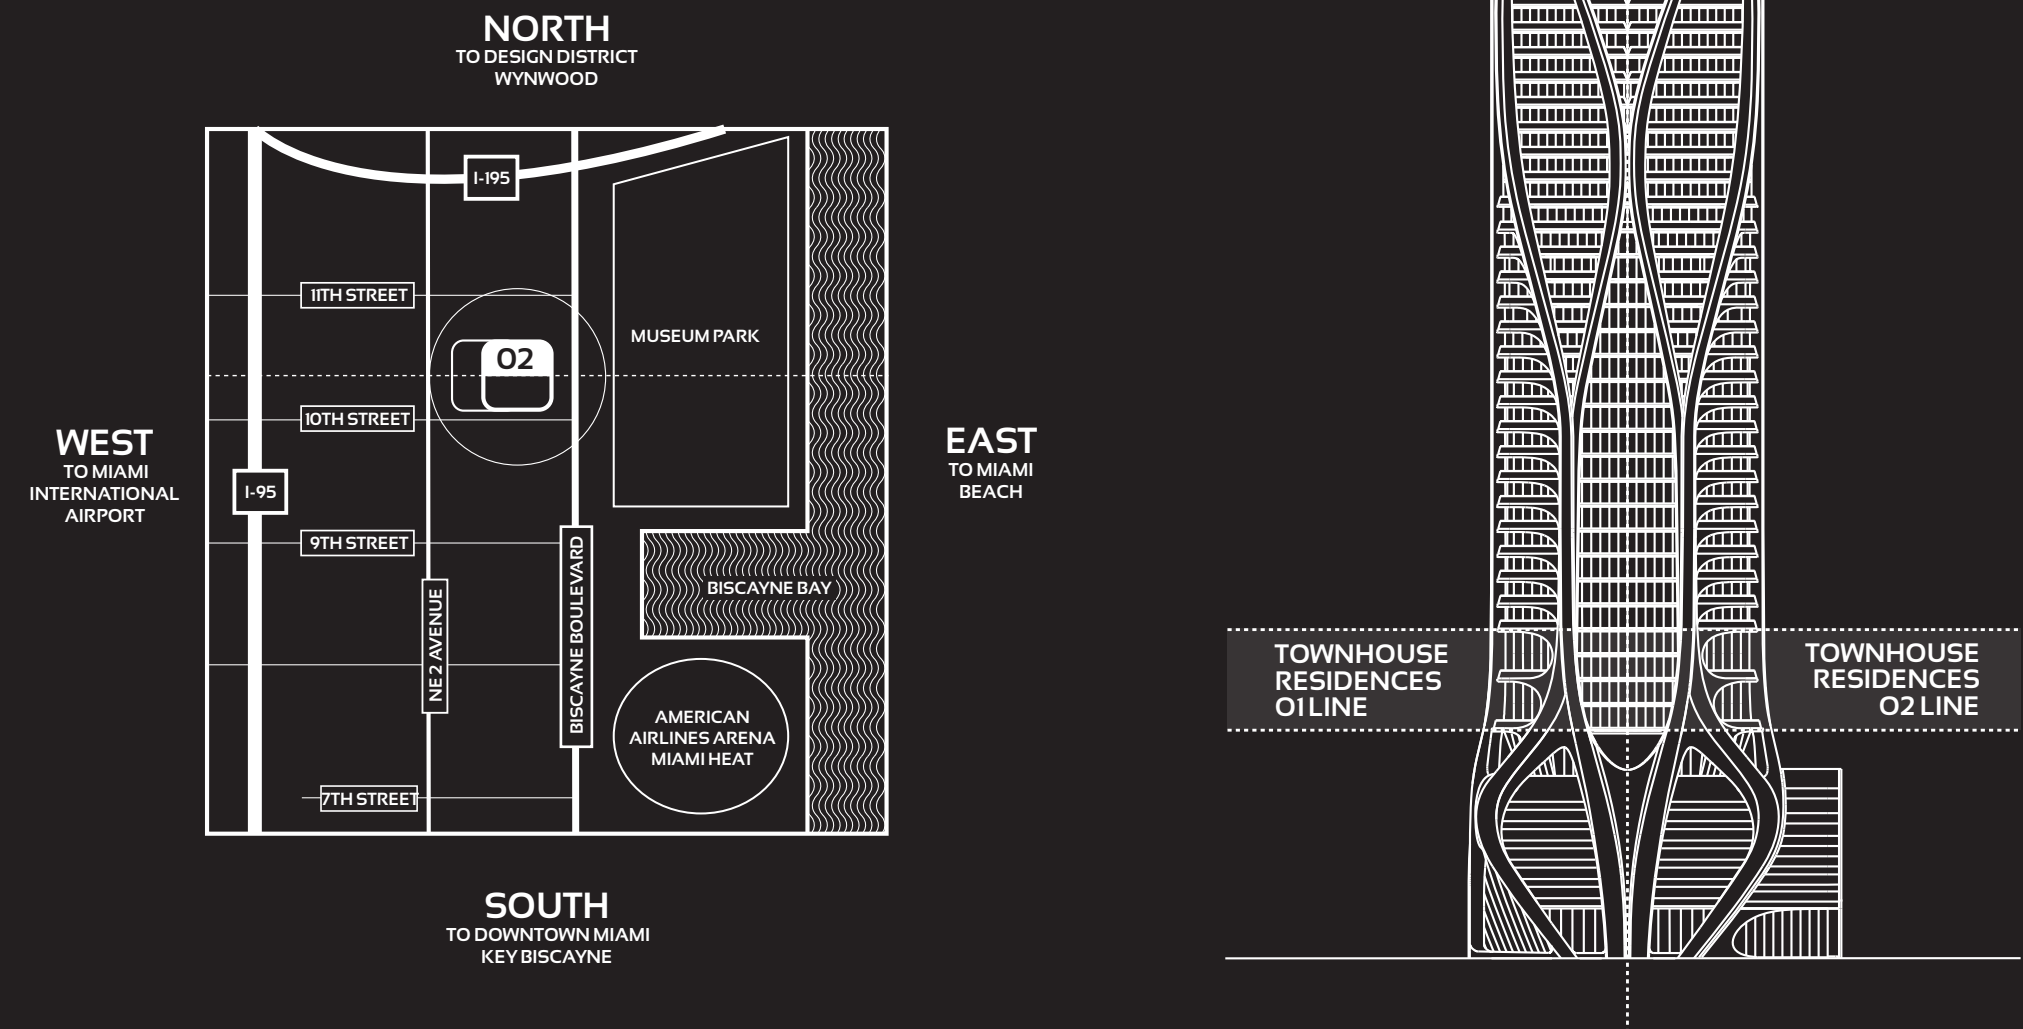 NORTH
TO DESIGN DISTRICT
WYNWOOD
I-195
11TH STREET
02
MUSEUM PARK
10TH STREET
WEST
TO MIAMI
INTERNATIONAL
AIRPORT
I-95
EAST
TO MIAMI
BEACH
9TH STREET
BISCAYNE BAY
NE 2 AVENUE
BISCAYNE BOULEVARD
AMERICAN
AIRLINES ARENA
MIAMI HEAT
7TH STREET
SOUTH
TO DOWNTOWN MIAMI
KEY BISCAYNE
TOWNHOUSE
RESIDENCES
01 LINE
TOWNHOUSE
RESIDENCES
02 LINE